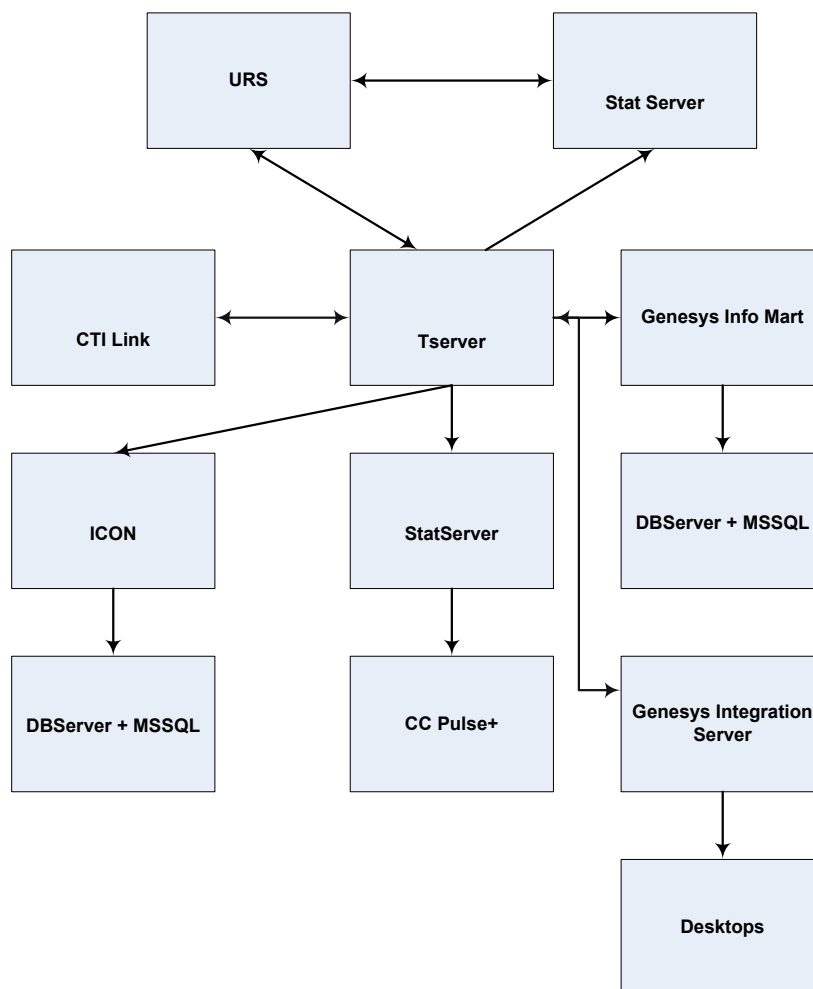 URS
Stat Server
CTI Link
Tserver
Genesys Info Mart
ICON
StatServer
DBServer + MSSQL
DBServer + MSSQL
CC Pulse+
Genesys Integration
Server
Desktops